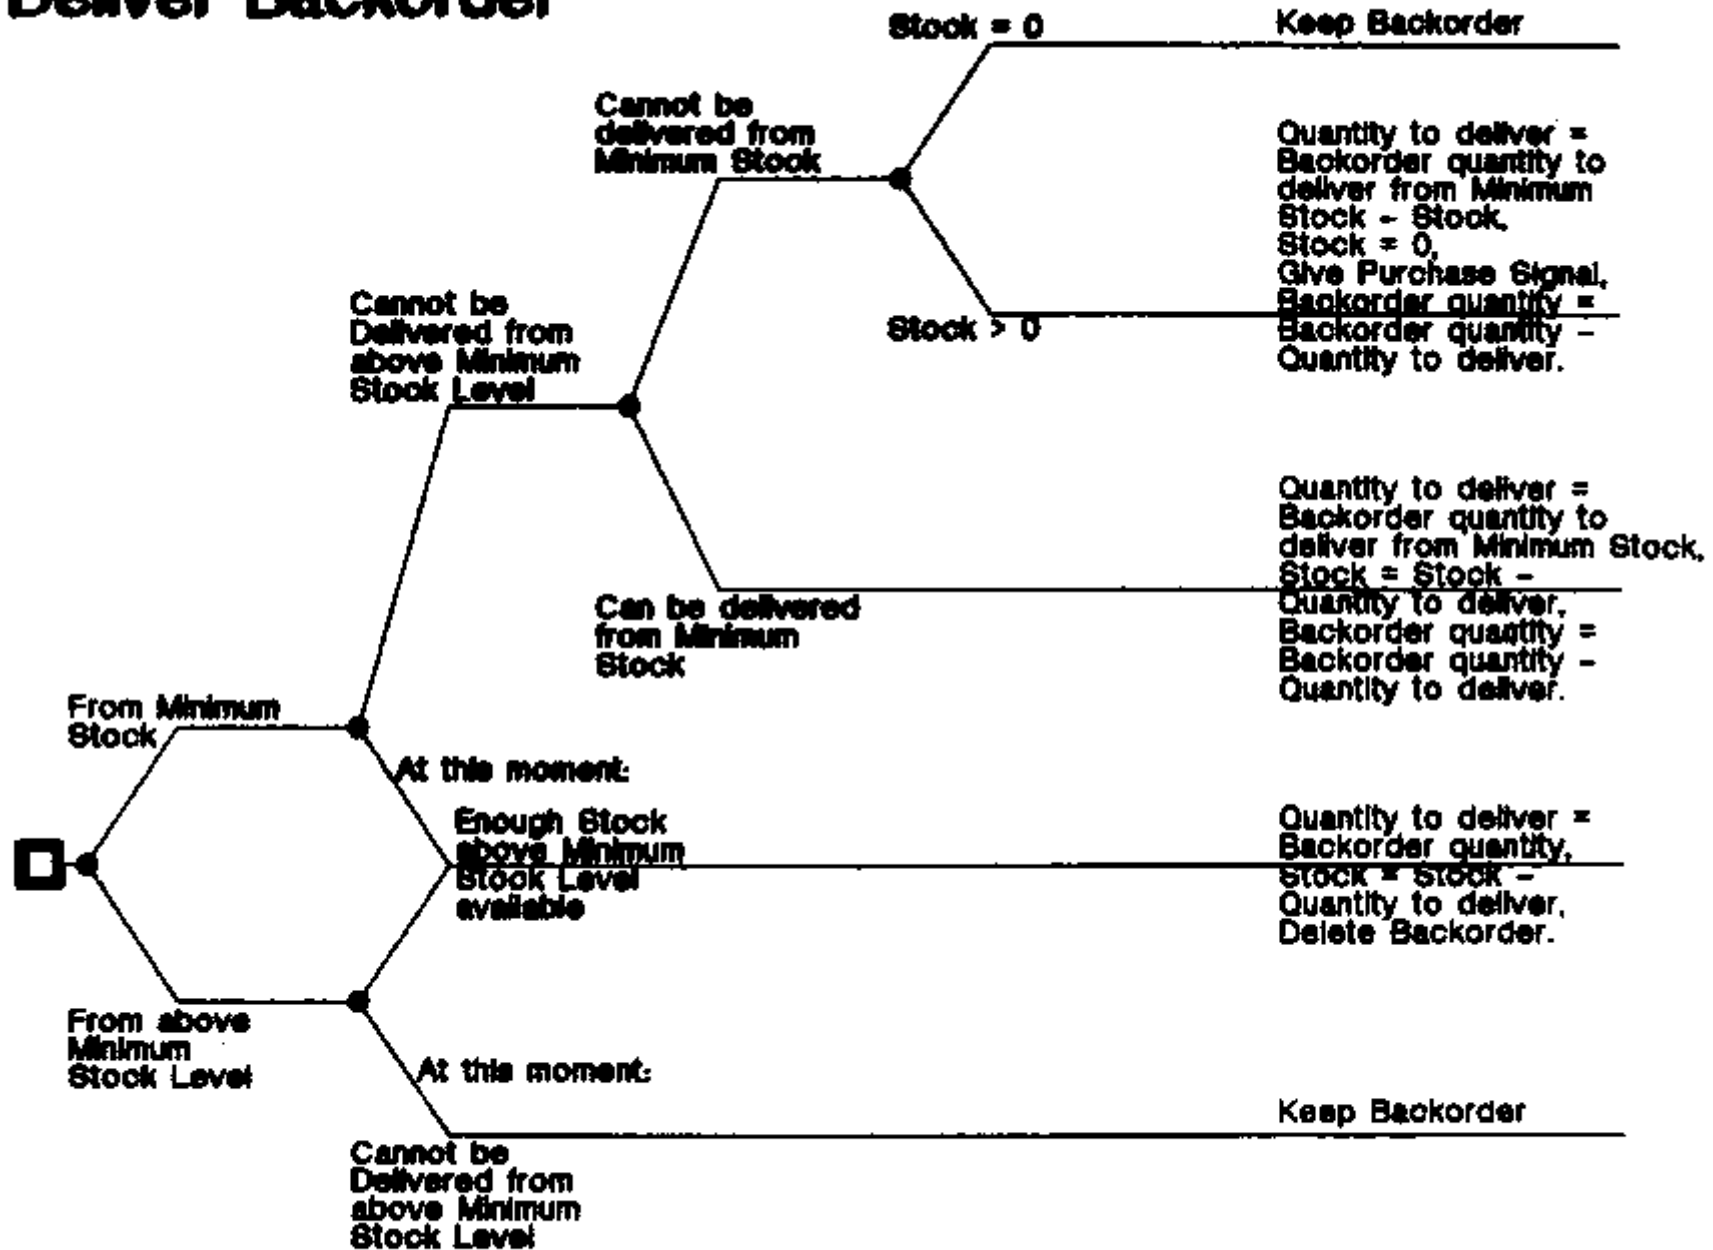 Deliver Backorder
Stock = 0
Keep Backorder
Cannot be
delivered from
Minimum Stock
Quantity to deliver =
Backorder quantity to
deliver from Minimum
Stock - Stock,
Stock = 0,
Give Purchase Signal,
Backorder quantity =
Backorder quantity -
Quantity to deliver.
Stock > 0
Cannot be
Delivered from
above Minimum
Stock Level
Quantity to deliver =
Backorder quantity to
deliver from Minimum Stock,
Stock = Stock -
Quantity to deliver,
Backorder quantity =
Backorder quantity -
Quantity to deliver.
Can be delivered
from Minimum
Stock
From Minimum
Stock
At this moment:
Enough Stock
above Minimum
Stock Level
available
Quantity to deliver =
Backorder quantity,
Stock = Stock -
Quantity to deliver,
Delete Backorder.
From above
Minimum
Stock Level
At this moment:
Keep Backorder
Cannot be
Delivered from
above Minimum
Stock Level